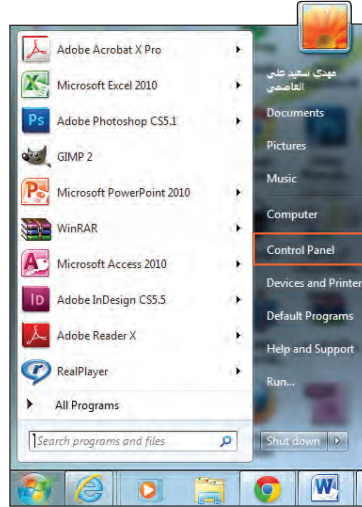 Adobe Acrobat X Pro
Microsoft Excel 2010
Adobe Photoshop CS5.1
GIMP 2
Microsoft PowerPoint 2010
WinRAR
Microsoft Access 2010
Adobe InDesign CS5.5
Adobe Reader X
RealPlayer
All Programs
Search programs and files
مهدي سعيد علي
العاصمي
Documents
Pictures
Music
Computer
Control Panel
Devices and Printer
Default Programs
Help and Support
Run...
Shut down